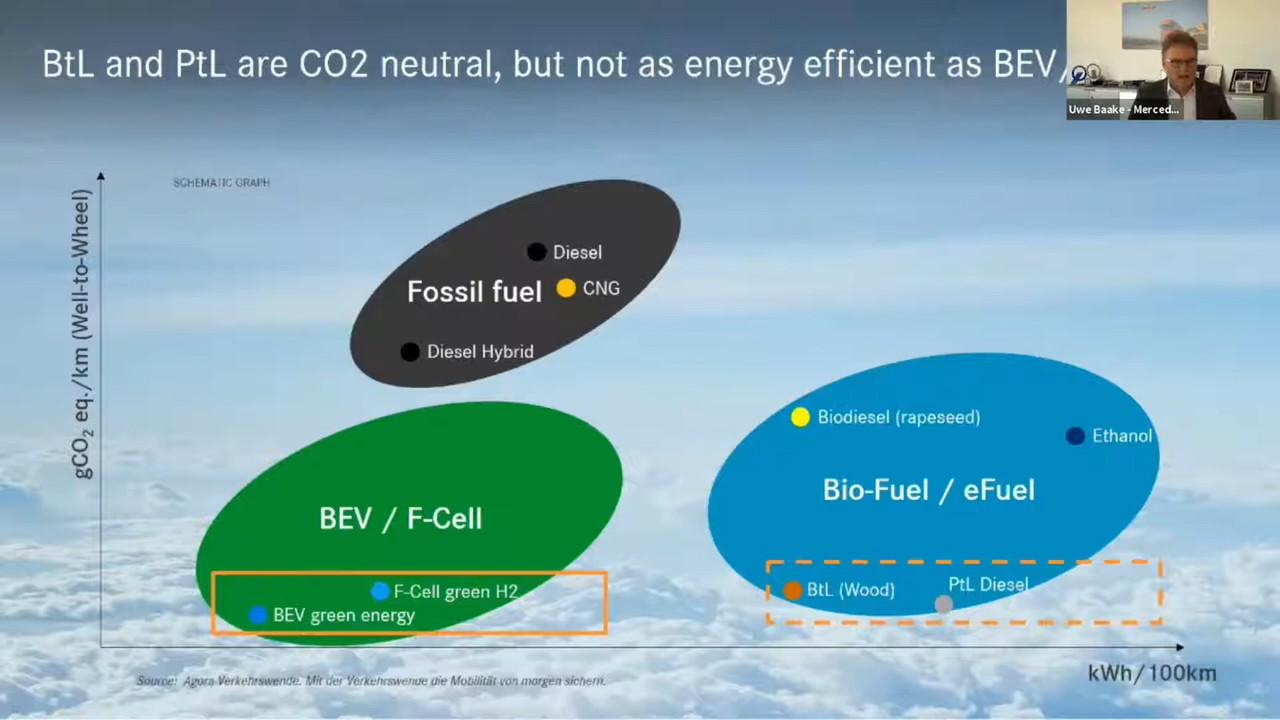 BtL and PtL are CO2 neutral, but not as energy efficient as BEV/
Uwe Baake - Merced...
SCHEMATIC GRAPH
gCO₂ eq./km (Well-to-Wheel)
Diesel
Fossil fuel
CNG
Diesel Hybrid
Biodiesel (rapeseed)
Ethanol
Bio-Fuel / eFuel
BEV / F-Cell
F-Cell green H2
BEV green energy
BtL (Wood)
PtL Diesel
kWh/100km
Source: Agora Verkehrswende. Mit der Verkehrswende die Mobilität von morgen sichern.